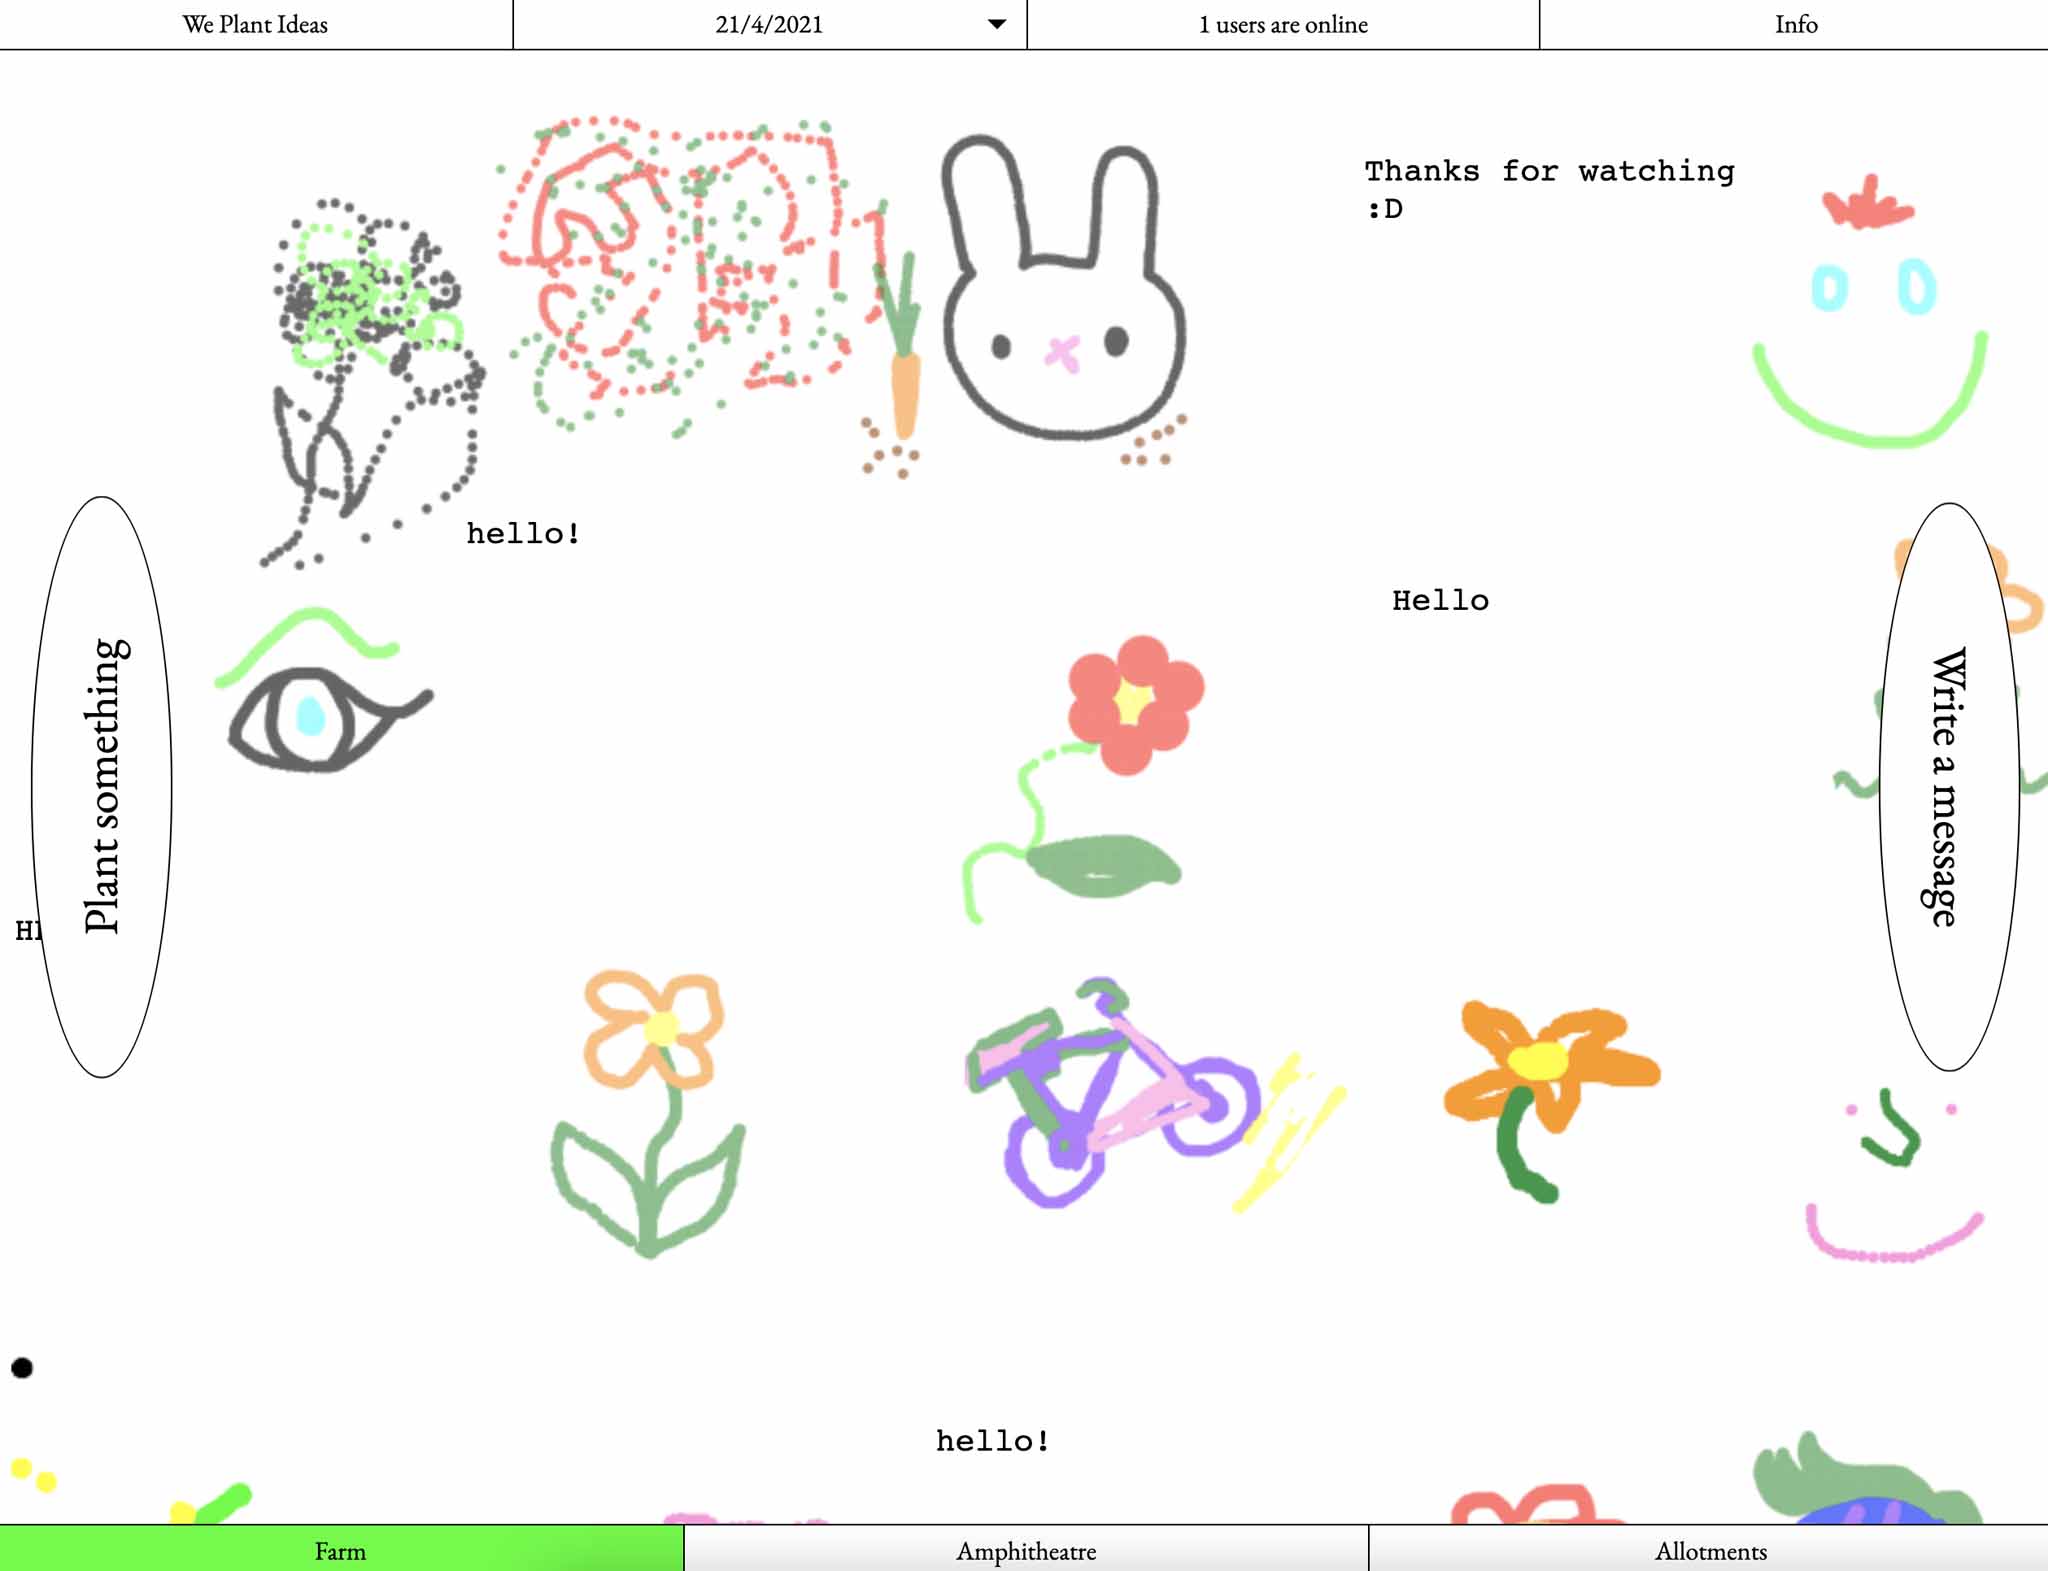 We Plant Ideas
21/4/2021
1 users are online
Info
Thanks for watching
:D
hello!
Hello
Plant something
Write a message
hello!
Farm
Amphitheatre
Allotments